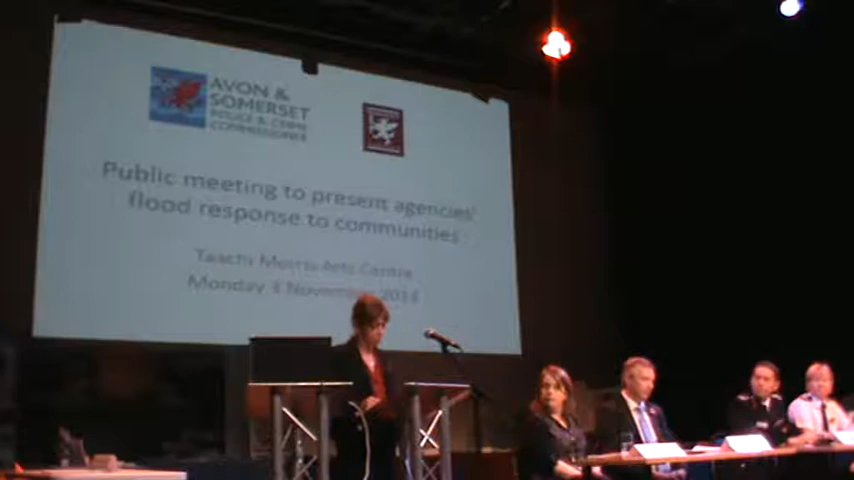 AVON &
SOMERSET
POLICE & CRIME
COMMISSIONER
Public meeting to present agencies'
flood response to communities
Tacchi Morris Arts Centre
Monday 3 November 2014